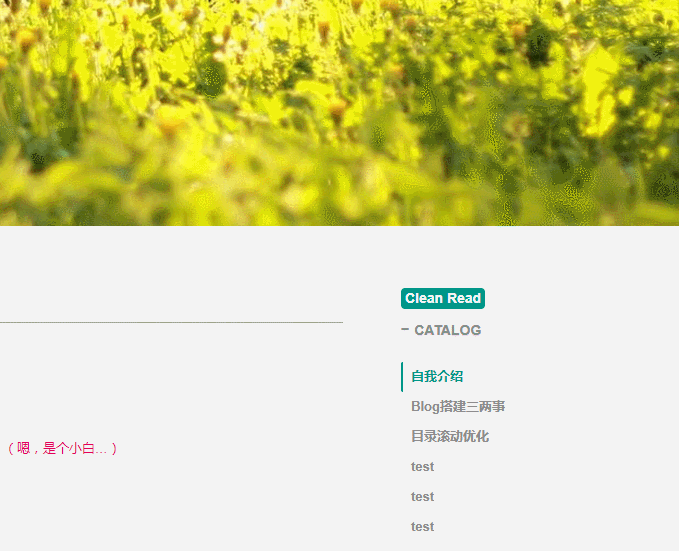 Clean Read
− CATALOG
自我介绍
Blog搭建三两事
目录滚动优化
（嗯，是个小白...）
test
test
test